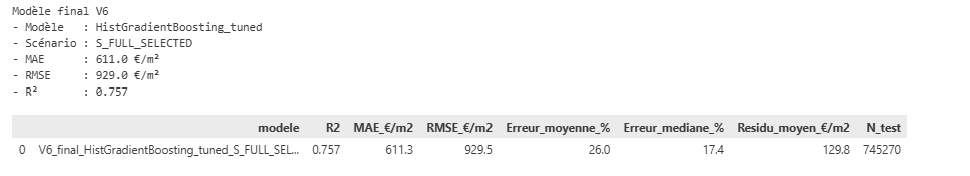 Modèle final V6
- Modèle   : HistGradientBoosting_tuned
- Scénario : S_FULL_SELECTED
- MAE      : 611.0 €/m²
- RMSE     : 929.0 €/m²
- R²       : 0.757
modele R2 MAE_€/m2 RMSE_€/m2 Erreur_moyenne_% Erreur_mediane_% Residu_moyen_€/m2 N_test
0 V6_final_HistGradientBoosting_tuned_S_FULL_SEL... 0.757 611.3 929.5 26.0 17.4 129.8 745270